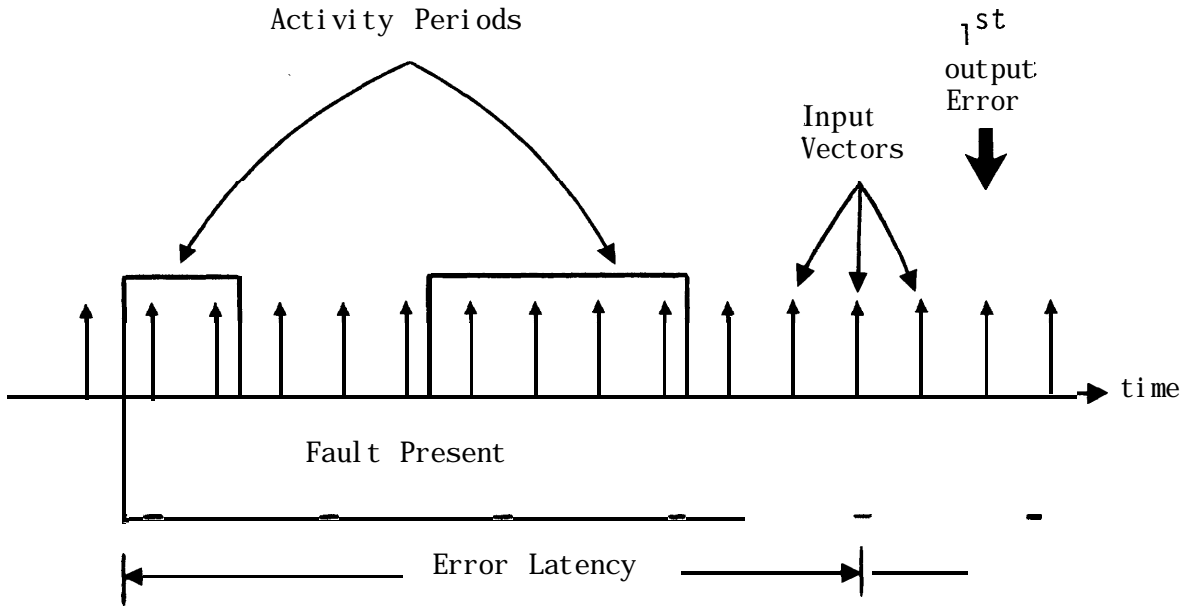 Activity Periods
1st
output
Error
Input
Vectors
time
Fault Present
Error Latency